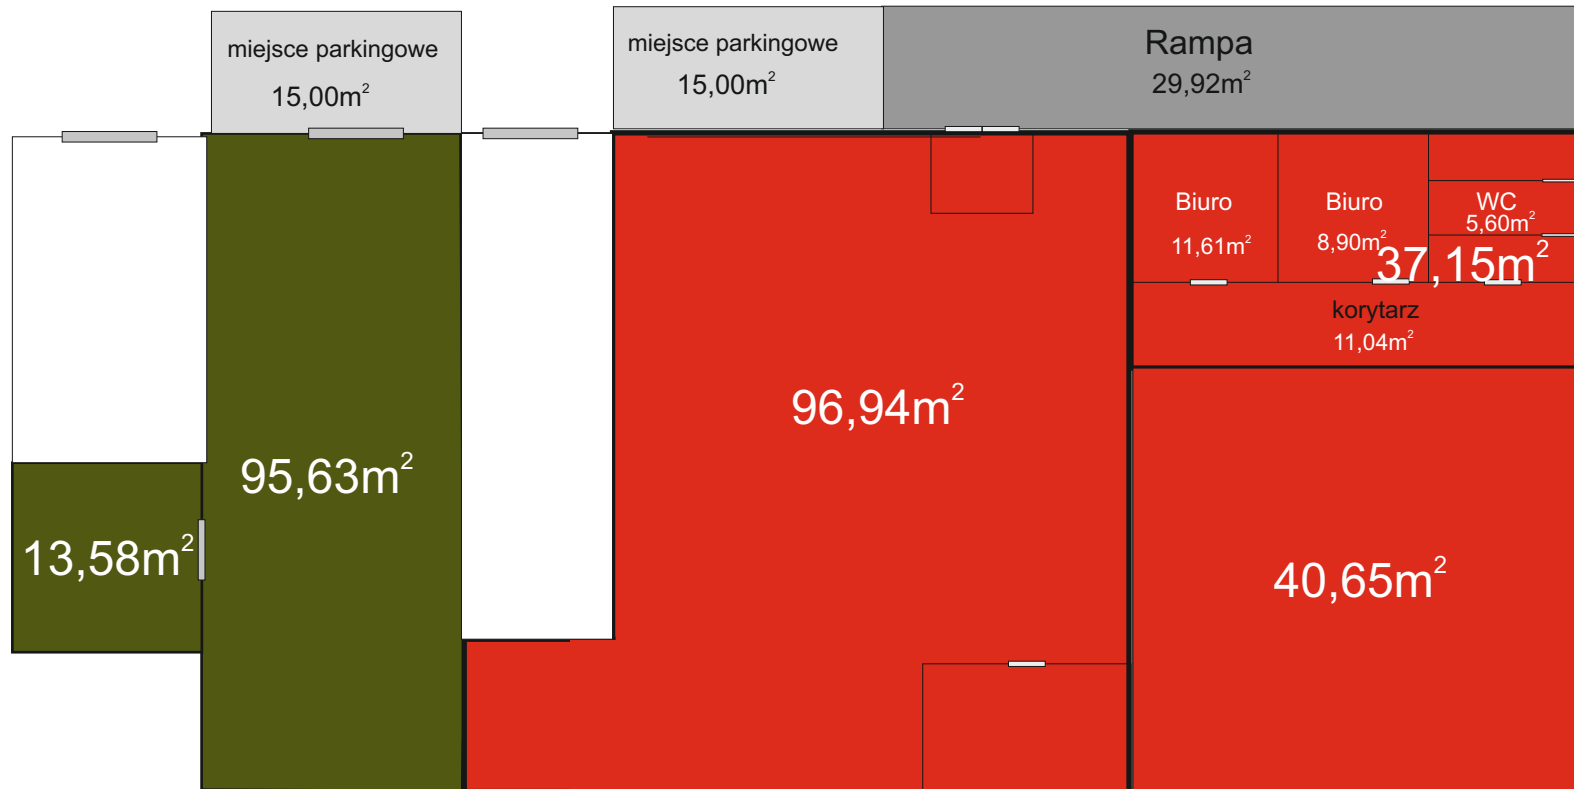 miejsce parkingowe
15,00m²
miejsce parkingowe
15,00m²
Rampa
29,92m²
Biuro
11,61m²
Biuro
8,90m²
WC
5,60m²
37,15m²
korytarz
11,04m²
96,94m²
95,63m²
13,58m²
40,65m²